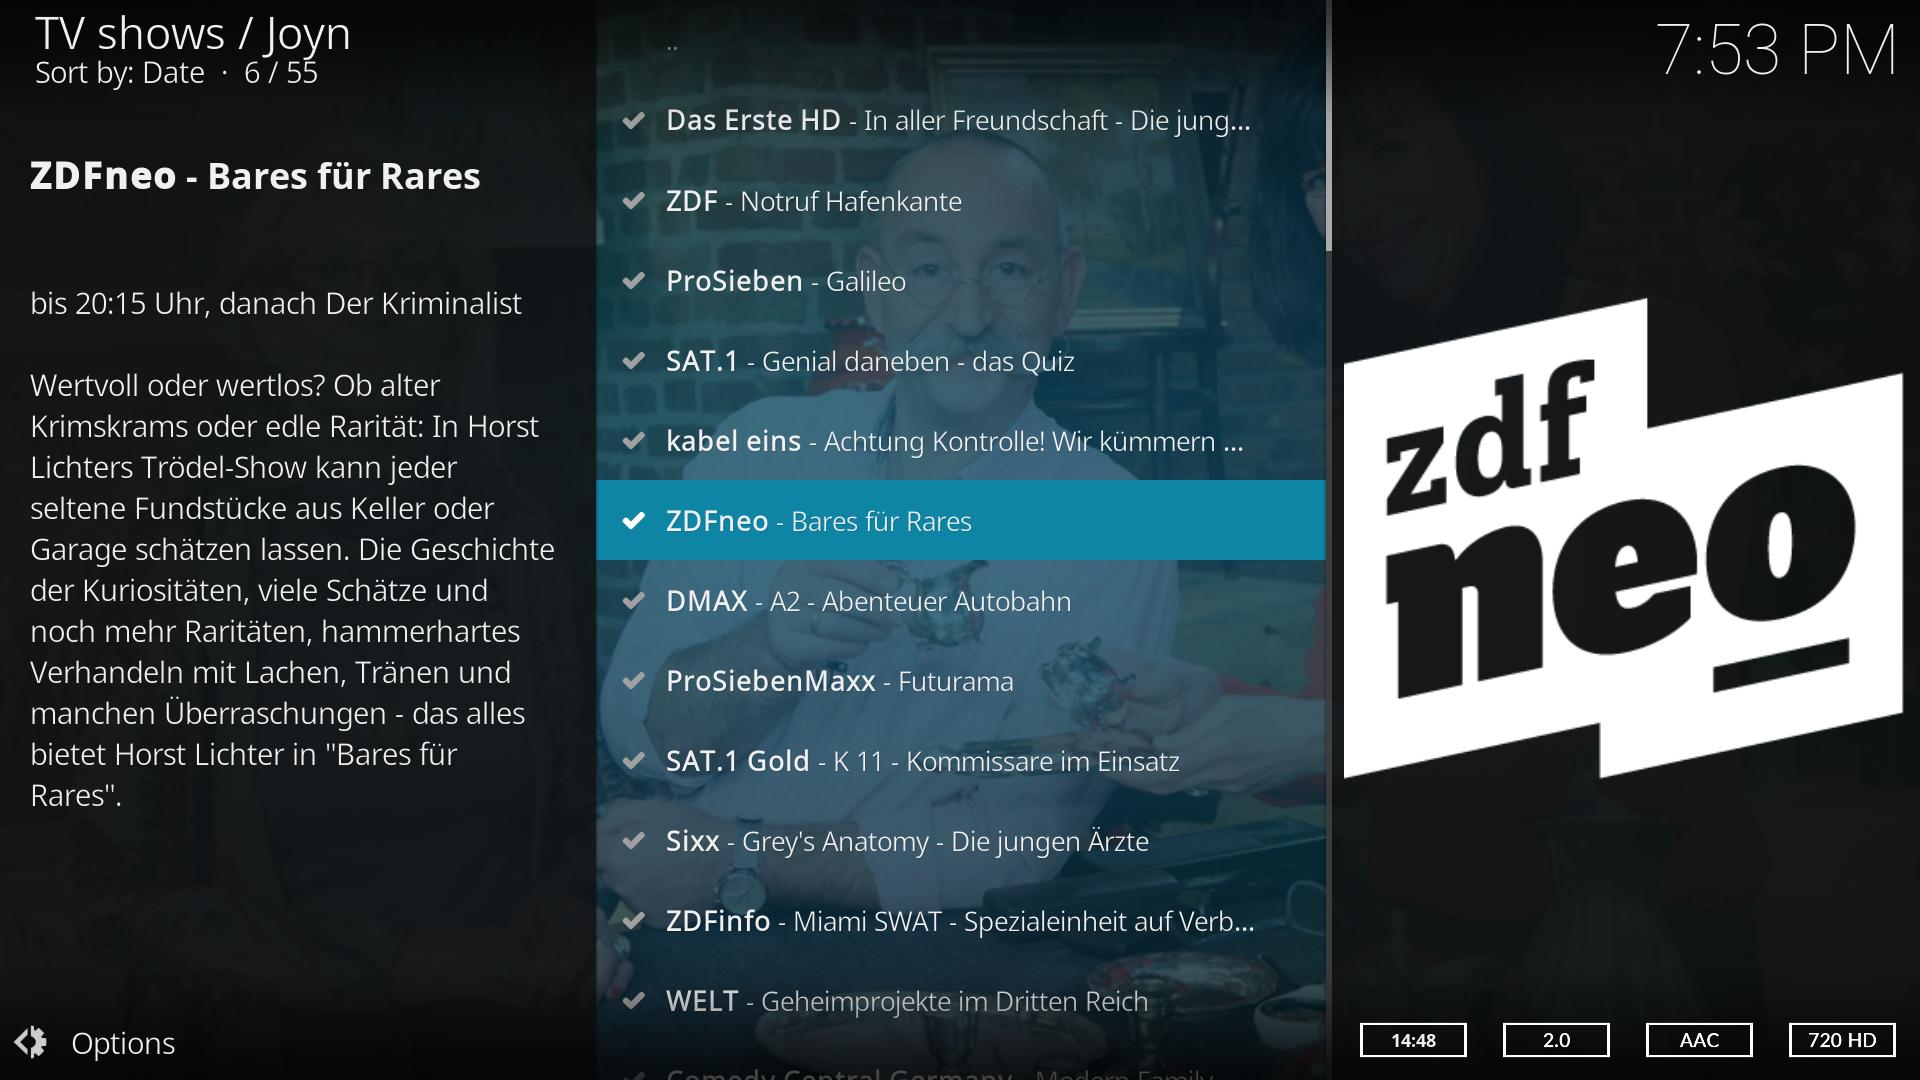 TV shows / Joyn
Sort by: Date · 6 / 55
7:53 PM
ZDFneo - Bares für Rares
bis 20:15 Uhr, danach Der Kriminalist
Wertvoll oder wertlos? Ob alter
Krimskrams oder edle Rarität: In Horst
Lichters Trödel-Show kann jeder
seltene Fundstücke aus Keller oder
Garage schätzen lassen. Die Geschichte
der Kuriositäten, viele Schätze und
noch mehr Raritäten, hammerhartes
Verhandeln mit Lachen, Tränen und
manchen Überraschungen - das alles
bietet Horst Lichter in "Bares für
Rares".
Options
..
Das Erste HD - In aller Freundschaft - Die jung...
ZDF - Notruf Hafenkante
ProSieben - Galileo
SAT.1 - Genial daneben - das Quiz
kabel eins - Achtung Kontrolle! Wir kümmern ...
ZDFneo - Bares für Rares
DMAX - A2 - Abenteuer Autobahn
ProSiebenMaxx - Futurama
SAT.1 Gold - K 11 - Kommissare im Einsatz
Sixx - Grey's Anatomy - Die jungen Ärzte
ZDFinfo - Miami SWAT - Spezialeinheit auf Verb...
WELT - Geheimprojekte im Dritten Reich
Comedy Central Germany - Modern Family
zdf
neo
14:48
2.0
AAC
720 HD